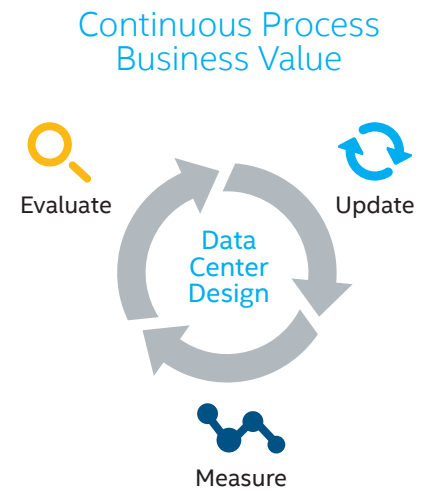 Continuous Process
Business Value
Evaluate
Update
Data
Center
Design
Measure